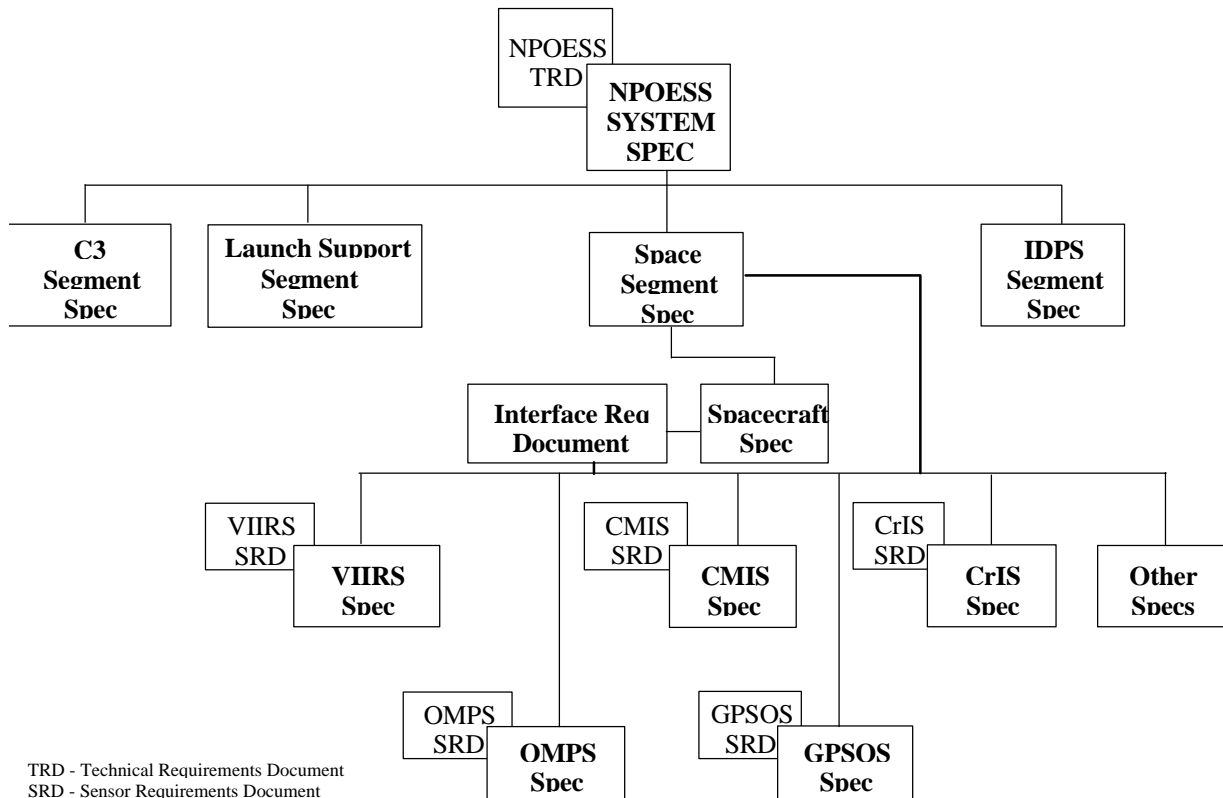 NPOESS
TRD
NPOESS
SYSTEM
SPEC
C3
Segment
Spec
Launch Support
Segment
Spec
Space
Segment
Spec
IDPS
Segment
Spec
Interface Req
Document
Spacecraft
Spec
VIIRS
SRD
VIIRS
Spec
CMIS
SRD
CMIS
Spec
CrIS
SRD
CrIS
Spec
Other
Specs
OMPS
SRD
OMPS
Spec
GPSOS
SRD
GPSOS
Spec
TRD - Technical Requirements Document
SRD - Sensor Requirements Document